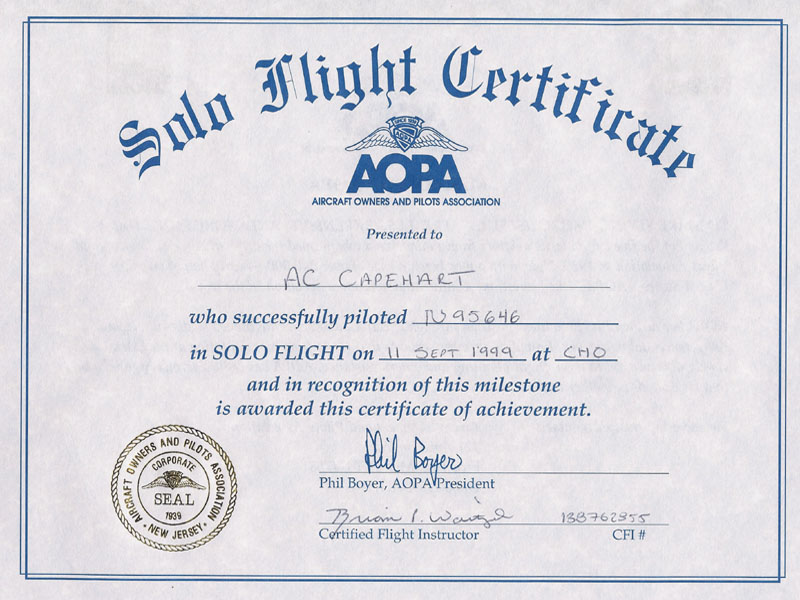 Solo Flight Certificate
SINCE 1939
AOPA
AOPA
AIRCRAFT OWNERS AND PILOTS ASSOCIATION
Presented to
AC CAPEHART
who successfully piloted N95646
in SOLO FLIGHT on 11 SEPT 1999 at CHO
and in recognition of this milestone
is awarded this certificate of achievement.
Phil Boyer
Phil Boyer, AOPA President
Brian P.
Certified Flight Instructor CFI #
AIRCRAFT OWNERS AND PILOTS ASSOCIATION
CORPORATE
SEAL
1939
• NEW JERSEY •